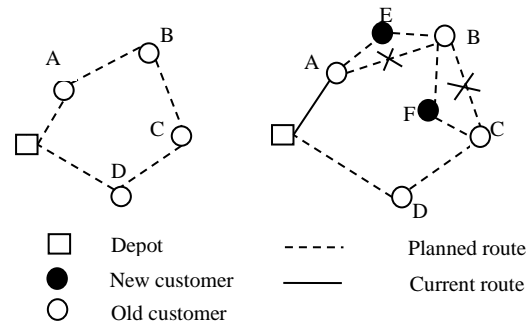 A
B
C
D
E
A
B
F
C
D
Depot
New customer
Old customer
Planned route
Current route